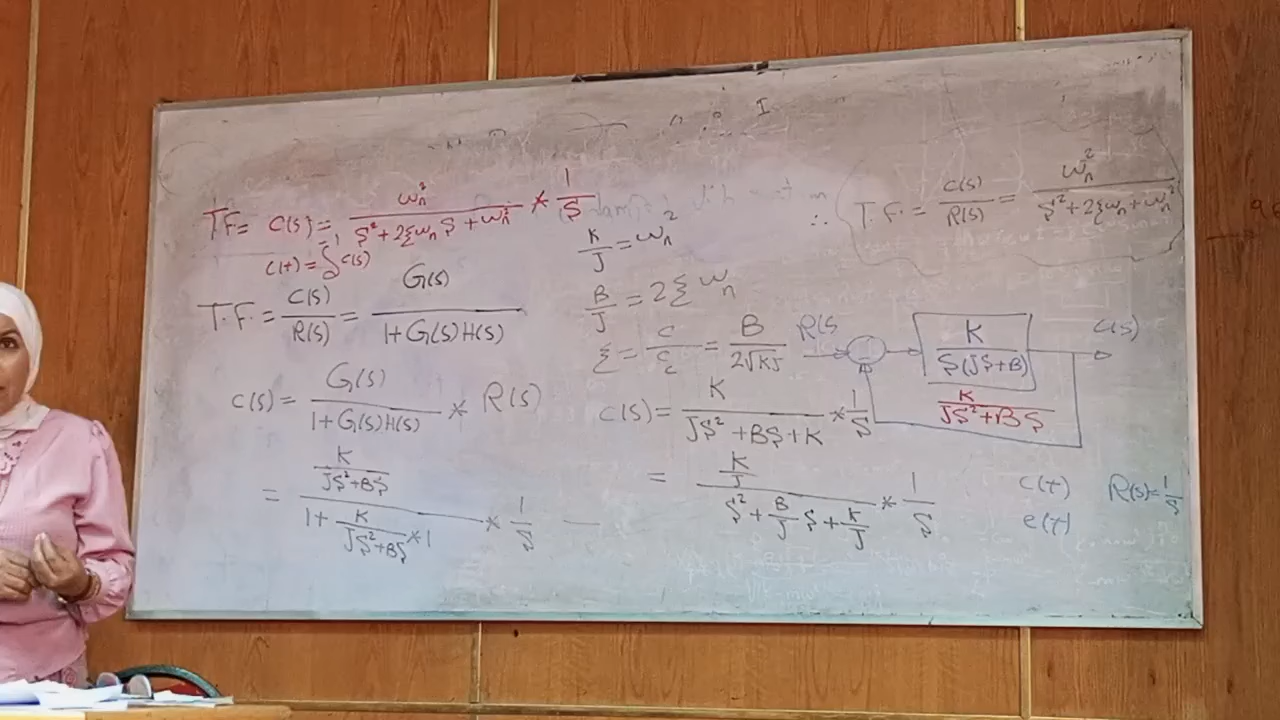 T.F = C(s) = ωn² / (S² + 2ξωn S + ωn²) * 1/S
C(t) = ∫⁻¹ C(s)
T.F. = C(s)/R(s) = G(s) / (1+G(s)H(s))
C(s) = G(s) / (1+G(s)H(s)) * R(s)
= (K / (JS²+BS)) / (1 + K/(JS²+BS) * 1) * 1/S
K/J = ωn²
B/J = 2ξωn
ξ = C/ξ = B / 2√KJ
C(s) = K / (JS²+BS+K) * 1/S
= (K/J) / (S² + B/J S + K/J) * 1/S
∴ T.F. = C(s)/R(s) = ωn² / (S²+2ξωn+ωn²)
R(s
K / S(JS+B)
C(s)
K / JS²+BS
C(t)
e(t)
R(s)=1/S